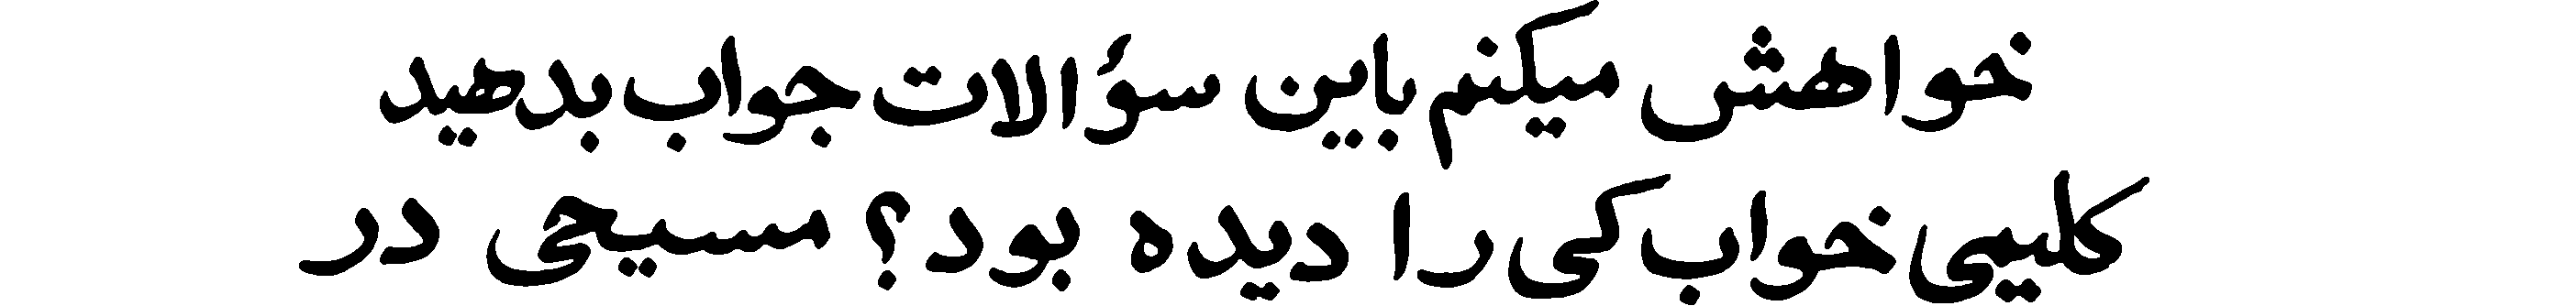 خواهش میکنم باین سؤالات جواب بدهید
کلیمی خواب کی را دیده بود؟ مسیحی در